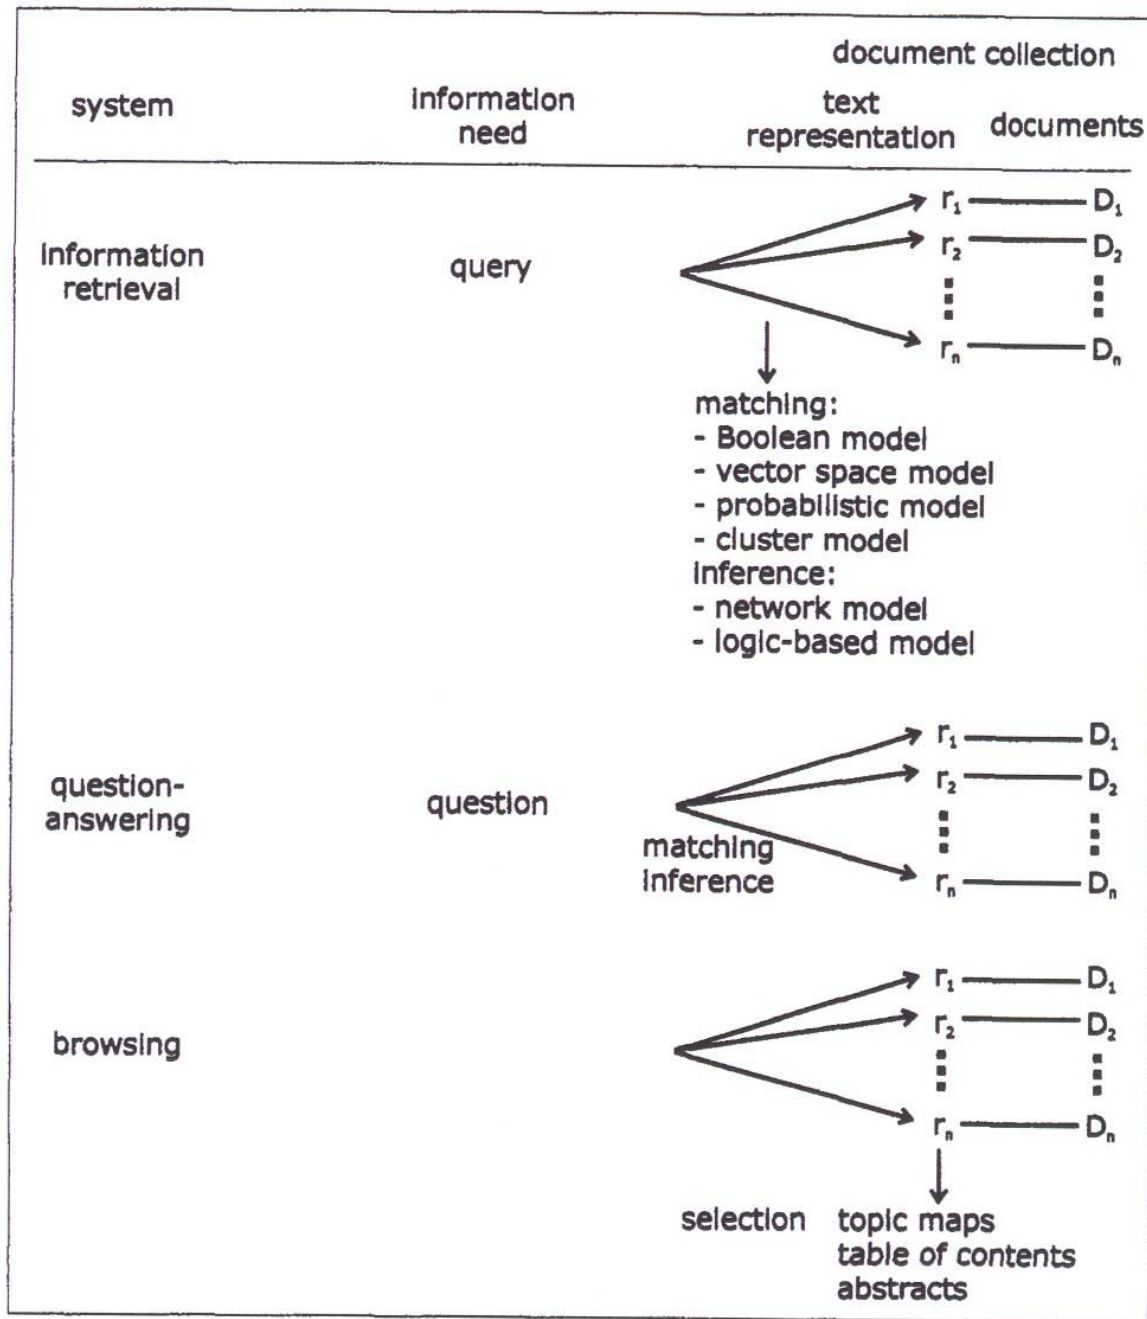 document collection
system
information
need
text
representation
documents
information
retrieval
query
r₁ D₁
r₂ D₂
rₙ Dₙ
matching:
- Boolean model
- vector space model
- probabilistic model
- cluster model
inference:
- network model
- logic-based model
question-
answering
question
matching
inference
r₁ D₁
r₂ D₂
rₙ Dₙ
browsing
r₁ D₁
r₂ D₂
rₙ Dₙ
selection topic maps
table of contents
abstracts